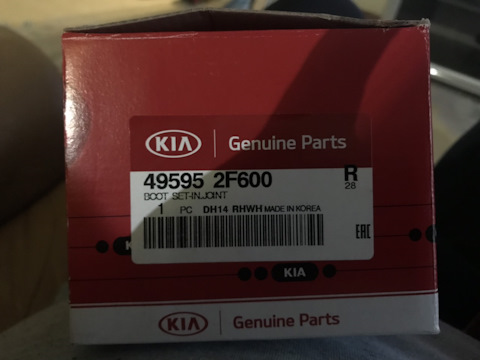 KIA Genuine Parts
49595 2F600 R
BOOT SET-IN.JOINT 28
1 PC DH14 RHWH MADE IN KOREA
EAC
KIA
KIA Genuine Parts